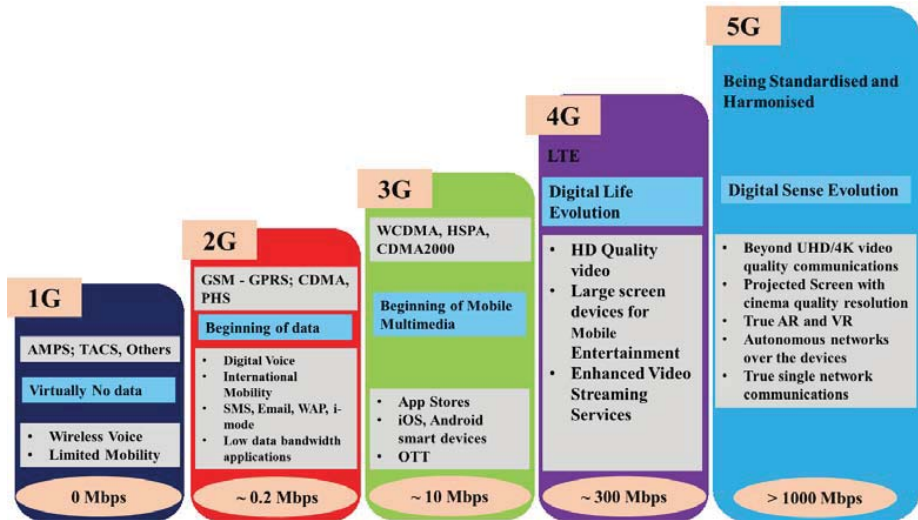 1G
AMPS; TACS, Others
Virtually No data
• Wireless Voice
• Limited Mobility
0 Mbps
2G
GSM - GPRS; CDMA,
PHS
Beginning of data
• Digital Voice
• International
Mobility
• SMS, Email, WAP, i-
mode
• Low data bandwidth
applications
~ 0.2 Mbps
3G
WCDMA, HSPA,
CDMA2000
Beginning of Mobile
Multimedia
• App Stores
• iOS, Android
smart devices
• OTT
~ 10 Mbps
4G
LTE
Digital Life
Evolution
• HD Quality
video
• Large screen
devices for
Mobile
Entertainment
• Enhanced Video
Streaming
Services
~ 300 Mbps
5G
Being Standardised and
Harmonised
Digital Sense Evolution
• Beyond UHD/4K video
quality communications
• Projected Screen with
cinema quality resolution
• True AR and VR
• Autonomous networks
over the devices
• True single network
communications
> 1000 Mbps